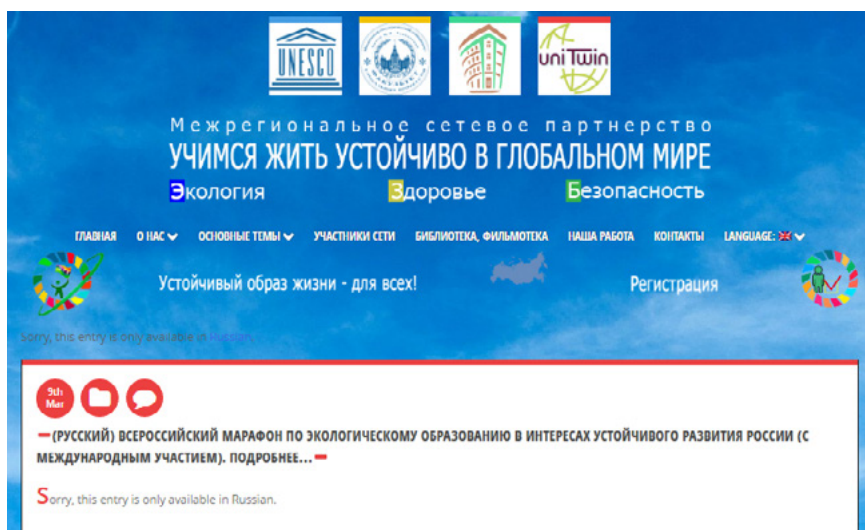 UNESCO
uniTwin
Межрегиональное сетевое партнерство
УЧИМСЯ ЖИТЬ УСТОЙЧИВО В ГЛОБАЛЬНОМ МИРЕ
Экология Здоровье Безопасность
ГЛАВНАЯ О НАС ОСНОВНЫЕ ТЕМЫ УЧАСТНИКИ СЕТИ БИБЛИОТЕКА, ФИЛЬМОТЕКА НАША РАБОТА КОНТАКТЫ LANGUAGE:
Устойчивый образ жизни - для всех! Регистрация
Sorry, this entry is only available in Russian.
9th
Mar
(РУССКИЙ) ВСЕРОССИЙСКИЙ МАРАФОН ПО ЭКОЛОГИЧЕСКОМУ ОБРАЗОВАНИЮ В ИНТЕРЕСАХ УСТОЙЧИВОГО РАЗВИТИЯ РОССИИ (С
МЕЖДУНАРОДНЫМ УЧАСТИЕМ). ПОДРОБНЕЕ...
Sorry, this entry is only available in Russian.